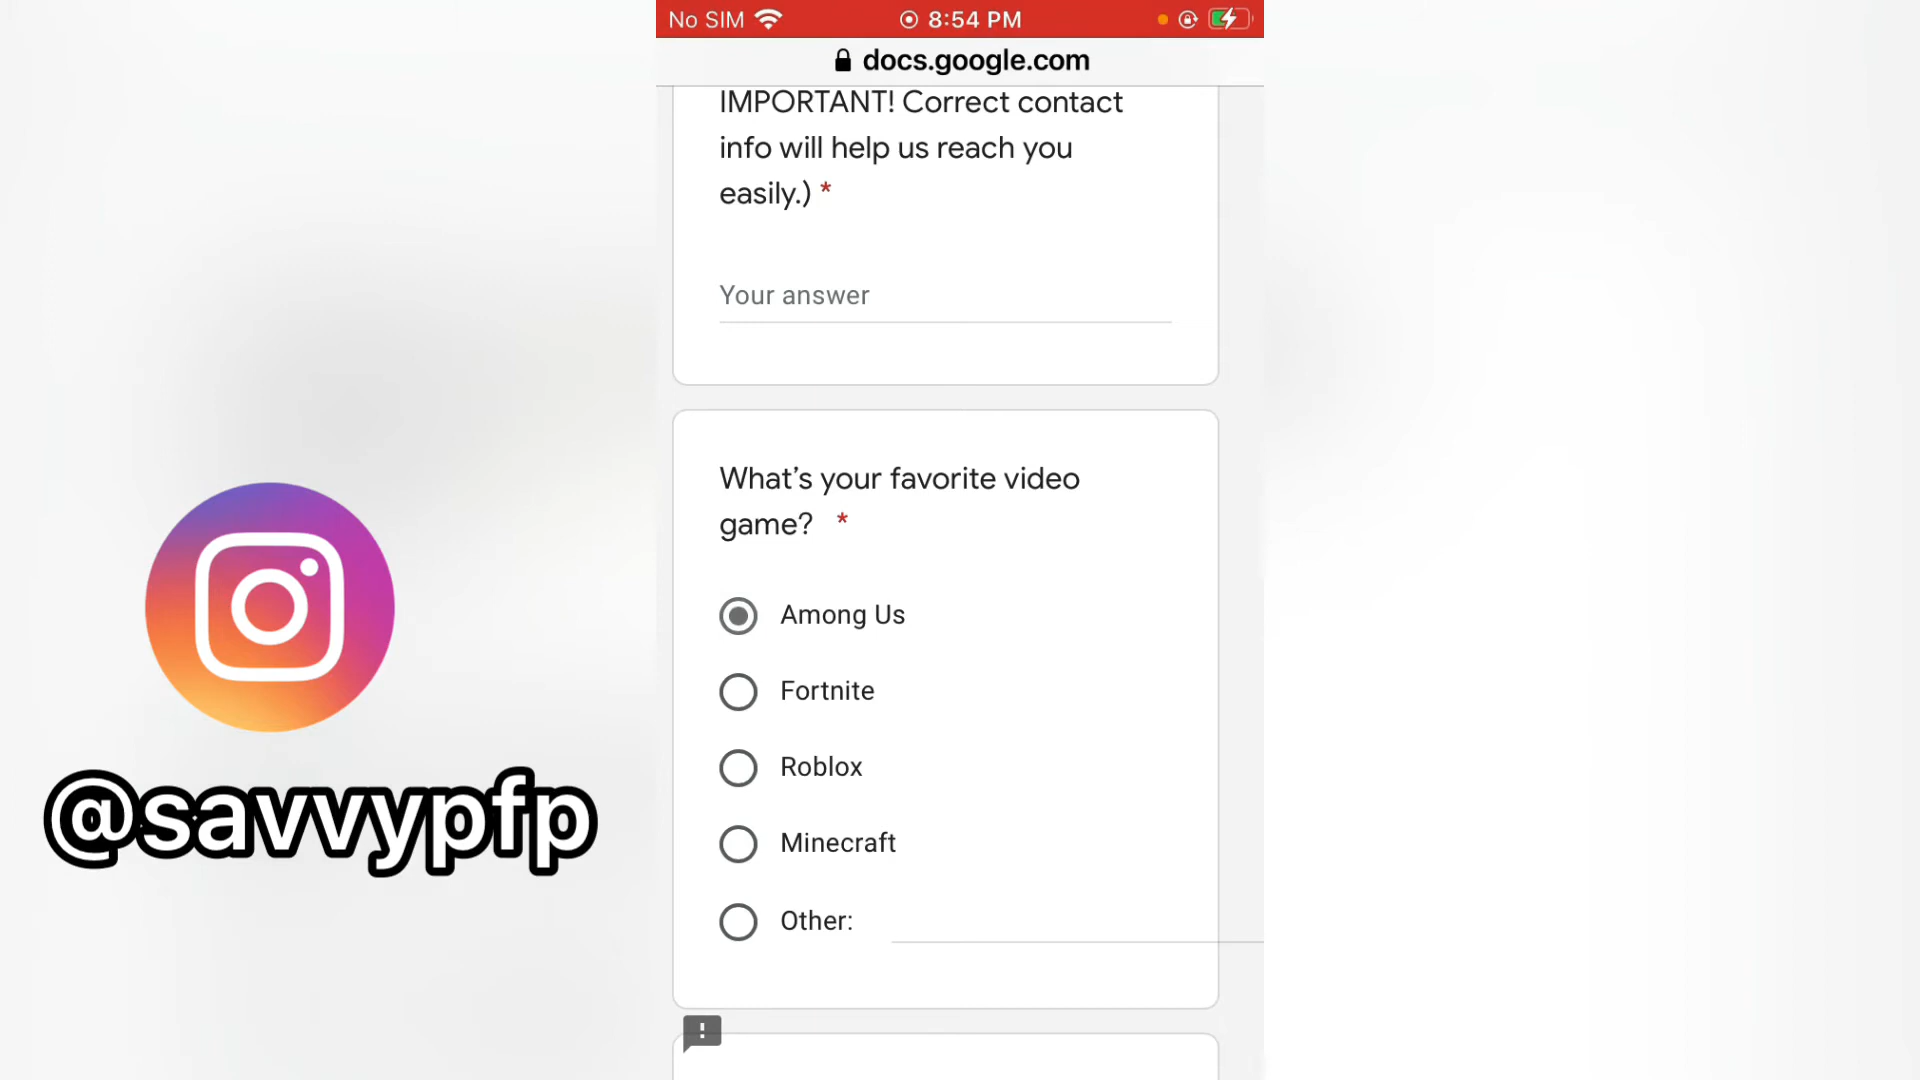 No SIM
8:54 PM
docs.google.com
IMPORTANT! Correct contact
info will help us reach you
easily.) *
Your answer
What’s your favorite video
game? *
Among Us
Fortnite
Roblox
Minecraft
Other:
@savvypfp